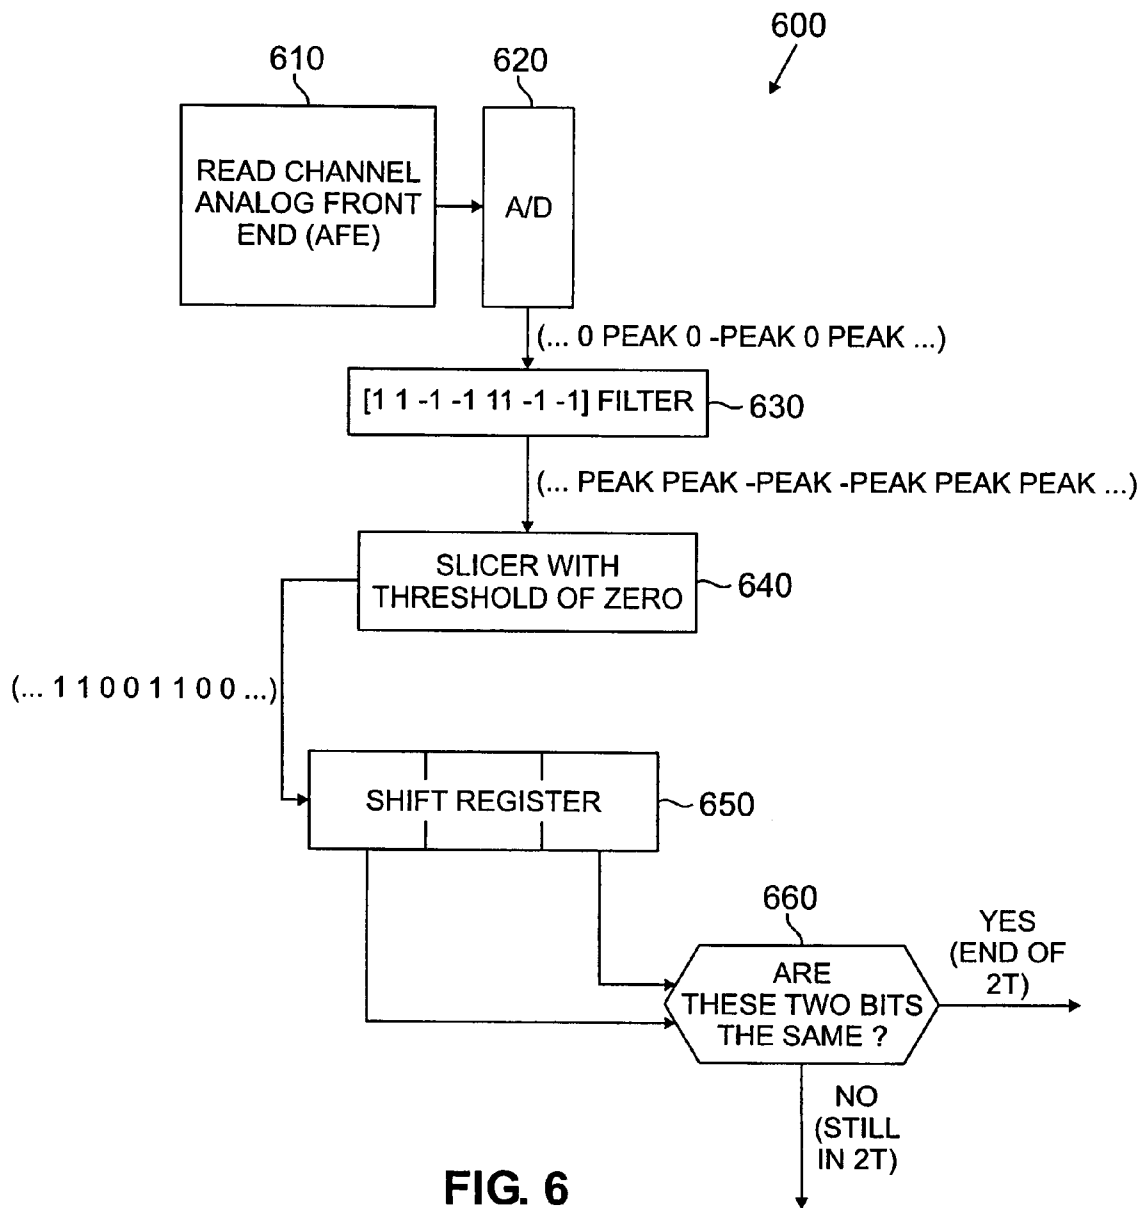 600
610
620
READ CHANNEL
ANALOG FRONT
END (AFE)
A/D
(... 0 PEAK 0 -PEAK 0 PEAK ...)
[1 1 -1 -1 11 -1 -1] FILTER
630
(... PEAK PEAK -PEAK -PEAK PEAK PEAK ...)
SLICER WITH
THRESHOLD OF ZERO
640
(... 1 1 0 0 1 1 0 0 ...)
SHIFT REGISTER
650
660
ARE
THESE TWO BITS
THE SAME ?
YES
(END OF
2T)
NO
(STILL
IN 2T)
FIG. 6